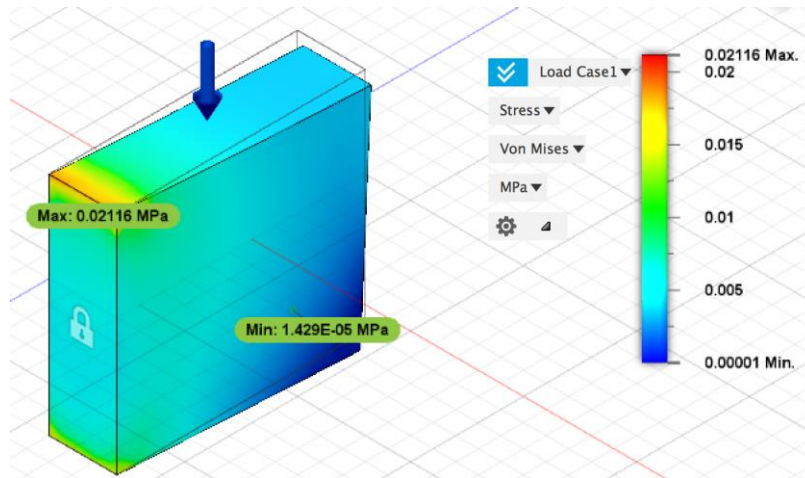 Max: 0.02116 MPa
Min: 1.429E-05 MPa
Load Case1
Stress
Von Mises
MPa
0.02116 Max.
0.02
0.015
0.01
0.005
0.00001 Min.